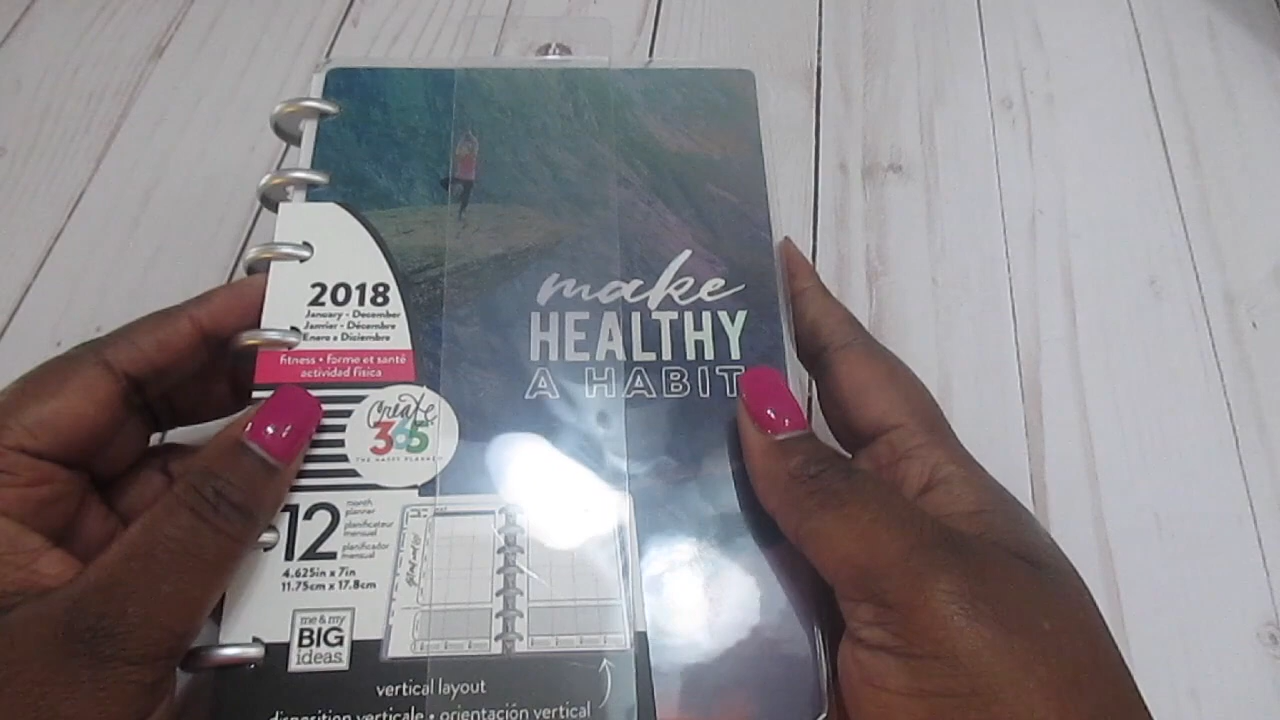 make
HEALTHY
A HABIT
2018
January - December
Janvier - Décembre
Enero a Diciembre
fitness • forme et santé
actividad física
Create
365
THE HAPPY PLANNER
12
month
planner
planificateur
mensuel
planificador
mensual
4.625in x 7in
11.75cm x 17.8cm
me & my
BIG
ideas
vertical layout
disposition verticale • orientación vertical